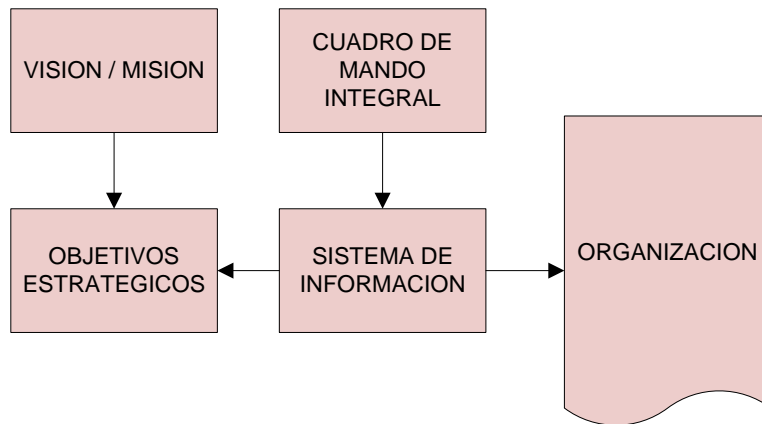 VISION / MISION
CUADRO DE
MANDO
INTEGRAL
OBJETIVOS
ESTRATEGICOS
SISTEMA DE
INFORMACION
ORGANIZACION